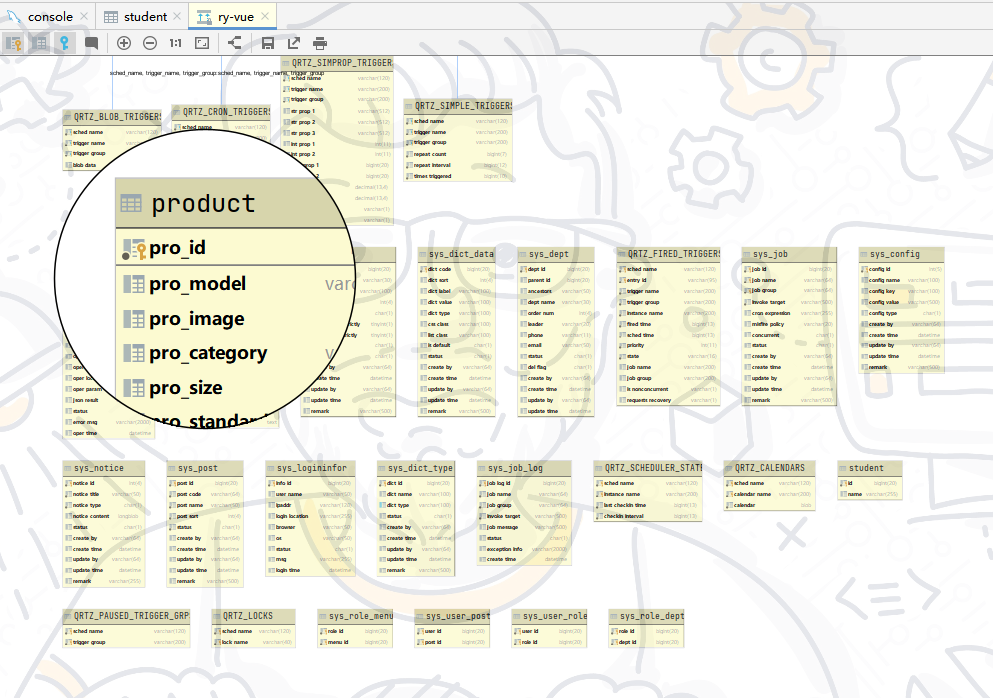 console
student
ry-vue
1:1
sched_name, trigger_name, trigger_group
sched_name, trigger_name, trigger_group
QRTZ_SIMPROP_TRIGGER
sched name varchar(120)
trigger name varchar(200)
trigger group varchar(200)
str prop 1 varchar(512)
str prop 2 varchar(512)
str prop 3 varchar(512)
int prop 1 int(11)
int prop 2 int(11)
prop 1 bigint(20)
2 bigint(20)
decimal(13,4)
decimal(13,4)
varchar(1)
varchar(1)
QRTZ_BLOB_TRIGGERS
sched name varchar(120)
trigger name
trigger group
blob data
QRTZ_CRON_TRIGGERS
sched name varchar(120)
QRTZ_SIMPLE_TRIGGERS
sched name varchar(120)
trigger name varchar(200)
trigger group varchar(200)
repeat count bigint(7)
repeat interval bigint(12)
times triggered bigint(10)
product
pro_id
pro_model varc
pro_image
pro_category v
pro_size
pro_standar
oper
oper loc
oper param
json result
status
error msg varchar(2000)
oper time datetime
text
bigint(20)
varchar(50)
int(4)
char(1)
ictly tinyint(1)
tinyint(1)
char(1)
by varchar(64)
ate time datetime
update by varchar(64)
update time datetime
remark varchar(500)
sys_dict_data
dict code bigint(20)
dict sort int(4)
dict label varchar(100)
dict value varchar(100)
dict type varchar(100)
css class varchar(100)
list class varchar(100)
is default char(1)
status char(1)
create by varchar(64)
create time datetime
update by varchar(64)
update time datetime
remark varchar(500)
sys_dept
dept id bigint(20)
parent id bigint(20)
ancestors varchar(50)
dept name varchar(30)
order num int(4)
leader varchar(20)
phone varchar(11)
email varchar(50)
status char(1)
del flag char(1)
create by varchar(64)
create time datetime
update by varchar(64)
update time datetime
QRTZ_FIRED_TRIGGERS
sched name varchar(120)
entry id varchar(95)
trigger name varchar(200)
trigger group varchar(200)
instance name varchar(200)
fired time bigint(13)
sched time bigint(13)
priority int(11)
state varchar(16)
job name varchar(200)
job group varchar(200)
is nonconcurrent varchar(1)
requests recovery varchar(1)
sys_job
job id bigint(20)
job name varchar(64)
job group varchar(64)
invoke target varchar(500)
cron expression varchar(255)
misfire policy varchar(20)
concurrent char(1)
status char(1)
create by varchar(64)
create time datetime
update by varchar(64)
update time datetime
remark varchar(500)
sys_config
config id int(5)
config name varchar(100)
config key varchar(100)
config value varchar(500)
config type char(1)
create by varchar(64)
create time datetime
update by varchar(64)
update time datetime
remark varchar(500)
sys_notice
notice id int(4)
notice title varchar(50)
notice type char(1)
notice content longblob
status char(1)
create by varchar(64)
create time datetime
update by varchar(64)
update time datetime
remark varchar(255)
sys_post
post id bigint(20)
post code varchar(64)
post name varchar(50)
post sort int(4)
status char(1)
create by varchar(64)
create time datetime
update by varchar(64)
update time datetime
remark varchar(500)
sys_logininfor
info id bigint(20)
user name varchar(50)
ipaddr varchar(128)
login location varchar(255)
browser varchar(50)
os varchar(50)
status char(1)
msg varchar(255)
login time datetime
sys_dict_type
dict id bigint(20)
dict name varchar(100)
dict type varchar(100)
status char(1)
create by varchar(64)
create time datetime
update by varchar(64)
update time datetime
remark varchar(500)
sys_job_log
job log id bigint(20)
job name varchar(64)
job group varchar(64)
invoke target varchar(500)
job message varchar(500)
status char(1)
exception info varchar(2000)
create time datetime
QRTZ_SCHEDULER_STATE
sched name varchar(120)
instance name varchar(200)
last checkin time bigint(13)
checkin interval bigint(13)
QRTZ_CALENDARS
sched name varchar(120)
calendar name varchar(200)
calendar blob
student
id bigint(20)
name varchar(255)
QRTZ_PAUSED_TRIGGER_GRP
sched name varchar(120)
trigger group varchar(200)
QRTZ_LOCKS
sched name varchar(120)
lock name varchar(40)
sys_role_menu
role id bigint(20)
menu id bigint(20)
sys_user_post
user id bigint(20)
post id bigint(20)
sys_user_role
user id bigint(20)
role id bigint(20)
sys_role_dept
role id bigint(20)
dept id bigint(20)